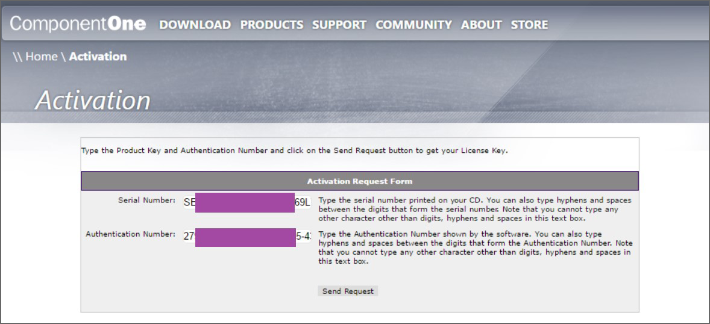 ComponentOne DOWNLOAD PRODUCTS SUPPORT COMMUNITY ABOUT STORE
\\ Home \ Activation
Activation
Type the Product Key and Authentication Number and click on the Send Request button to get your License Key.
Activation Request Form
Serial Number: SE 69L
Type the serial number printed on your CD. You can also type hyphens and spaces
between the digits that form the serial number. Note that you cannot type any
other character other than digits, hyphens and spaces in this text box.
Authentication Number: 27 5-4
Type the Authentication Number shown by the software. You can also type
hyphens and spaces between the digits that form the Authentication Number. Note
that you cannot type any other character other than digits, hyphens and spaces in
this text box.
Send Request